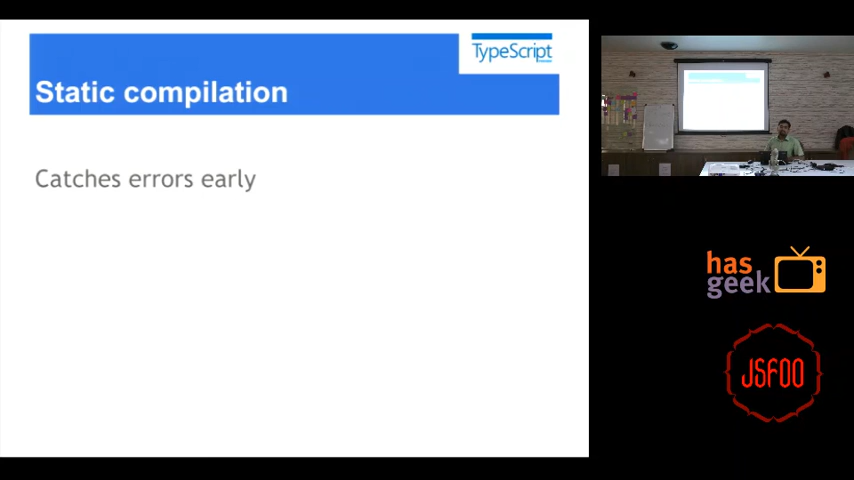 TypeScript
Static compilation
Catches errors early
has
geek
JSFOO